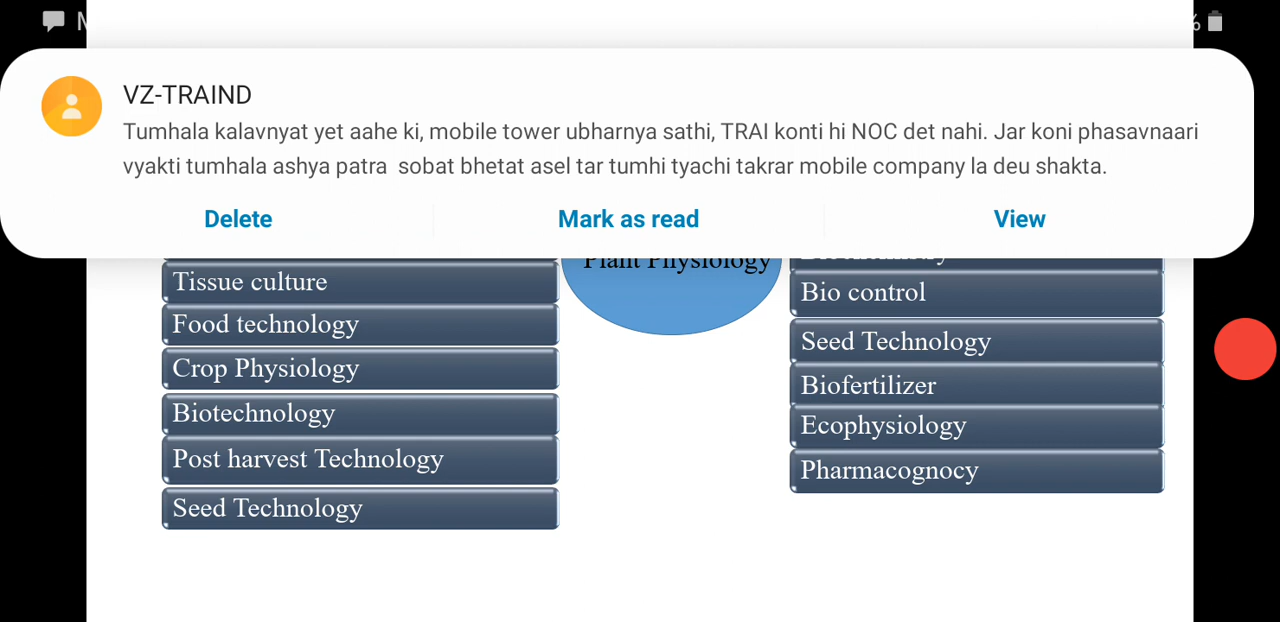 VZ-TRAIND
Tumhala kalavnyat yet aahe ki, mobile tower ubharnya sathi, TRAI konti hi NOC det nahi. Jar koni phasavnaari
vyakti tumhala ashya patra  sobat bhetat asel tar tumhi tyachi takrar mobile company la deu shakta.
Delete
Mark as read
View
Plant Physiology
Tissue culture
Food technology
Crop Physiology
Biotechnology
Post harvest Technology
Seed Technology
Bio control
Seed Technology
Biofertilizer
Ecophysiology
Pharmacognocy